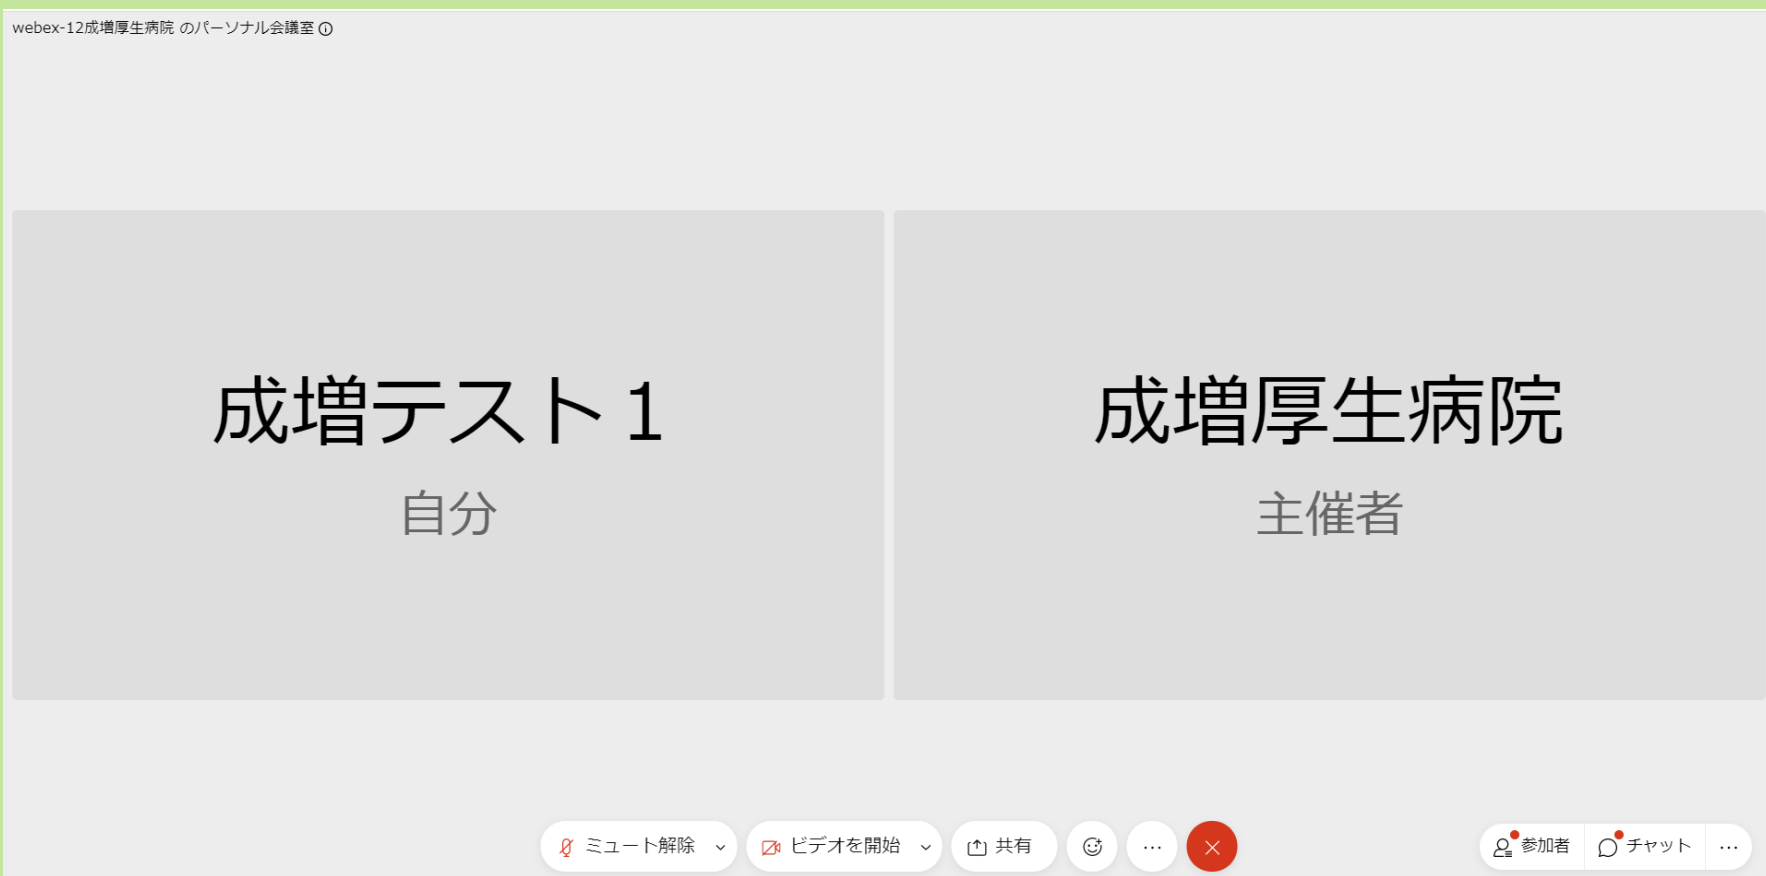 webex-12成増厚生病院 のパーソナル会議室
成増テスト１
自分
成増厚生病院
主催者
ミュート解除 ビデオを開始 共有 参加者 チャット